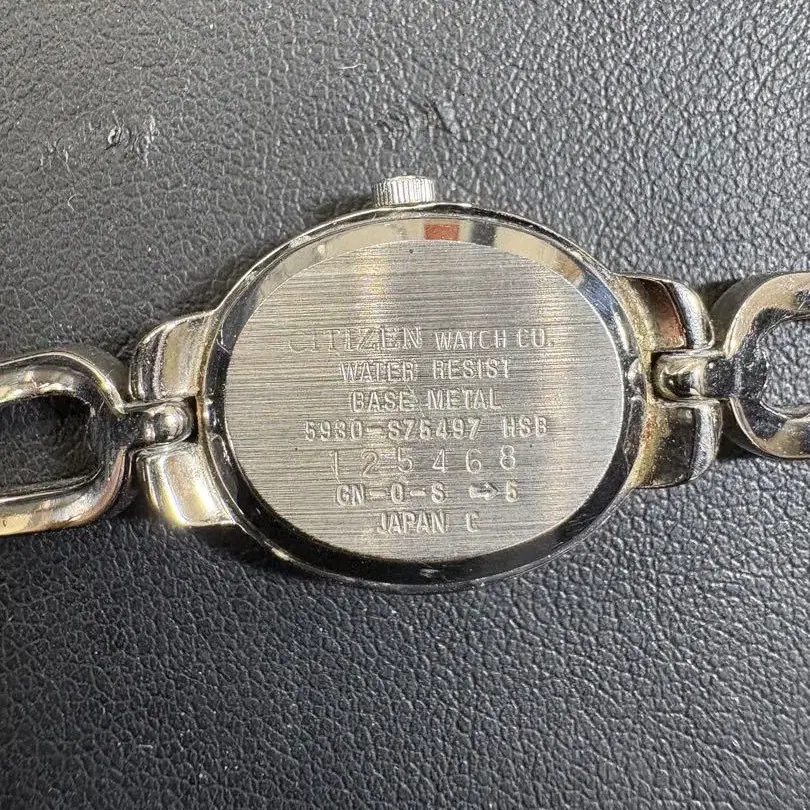 CITIZEN WATCH CO.
WATER RESIST
BASE METAL
5930-S75497 HSB
125468
GN-0-S ⇨5
JAPAN C